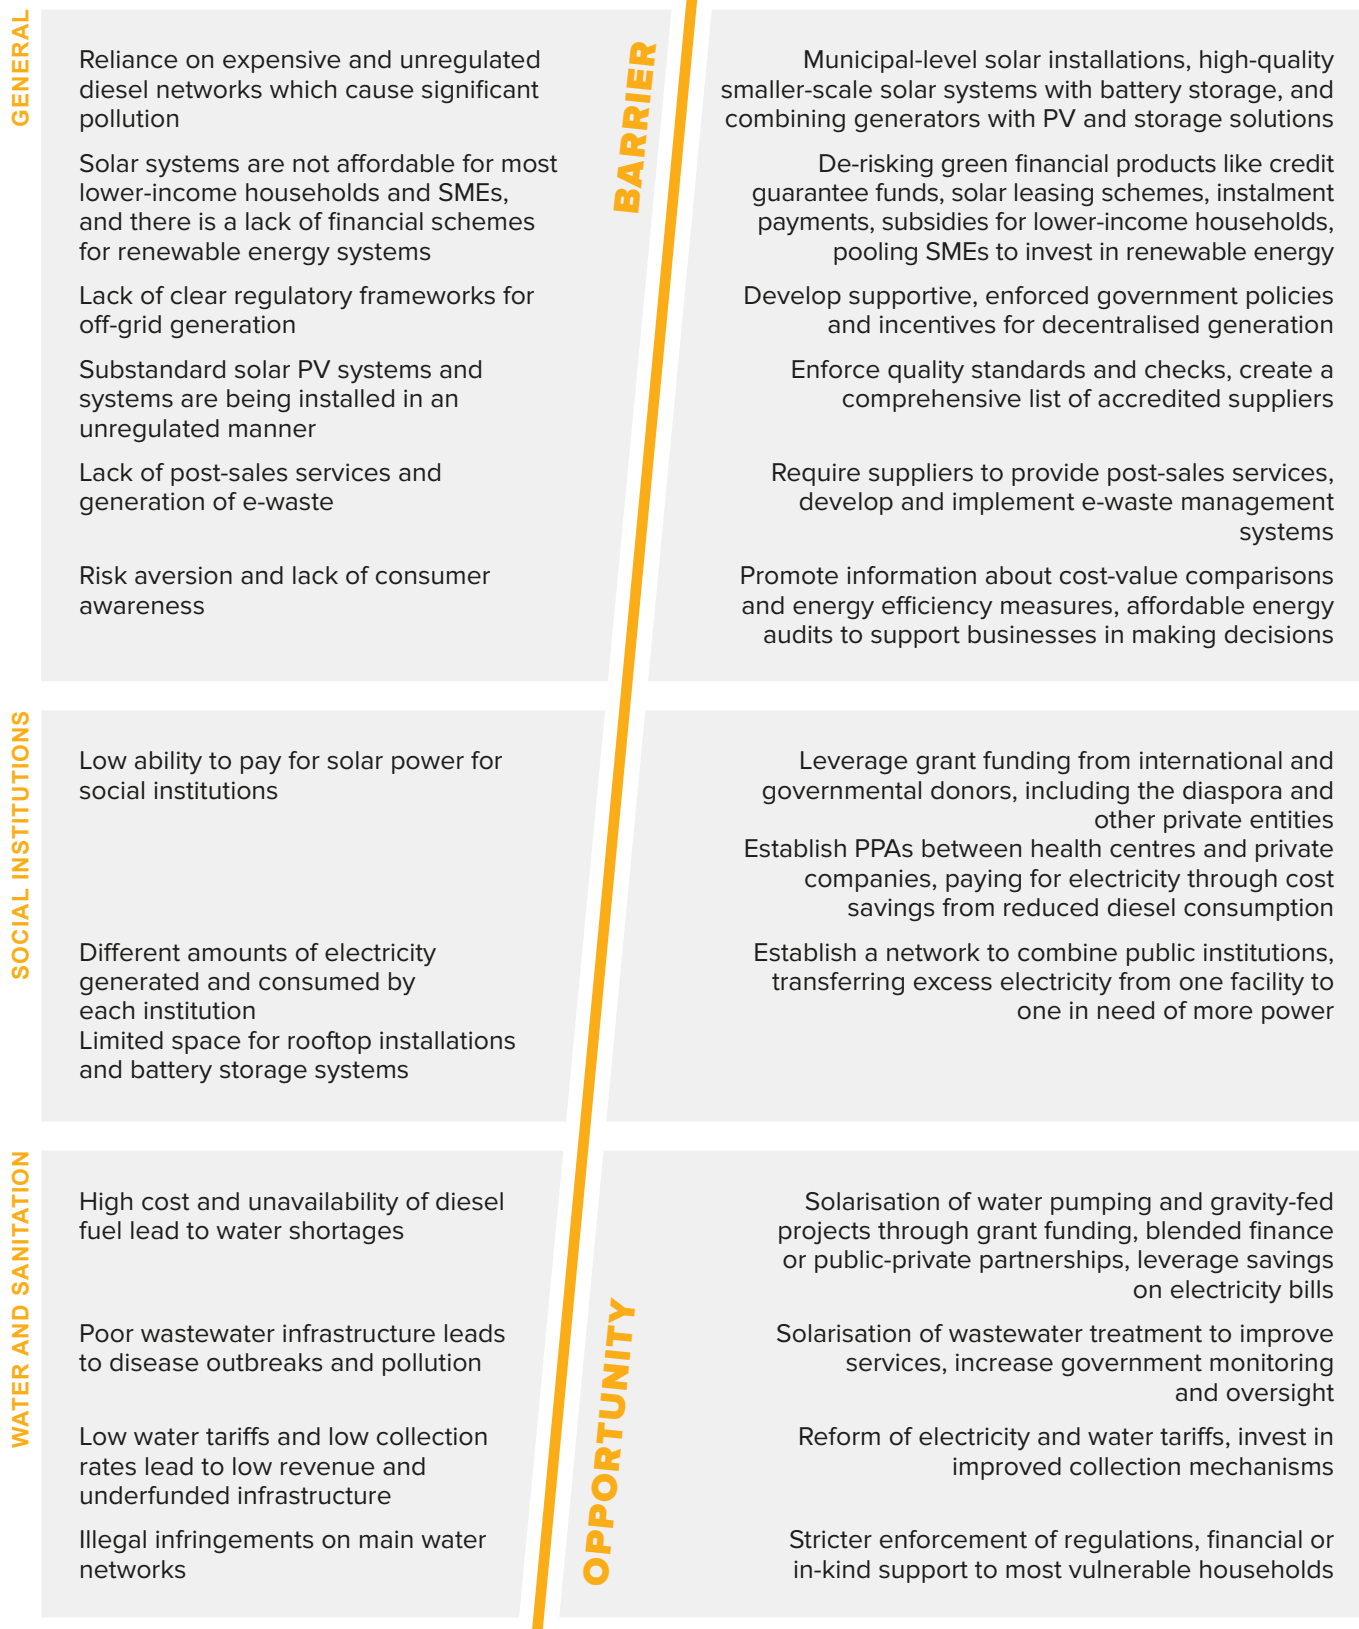 GENERAL
BARRIER
Reliance on expensive and unregulated
diesel networks which cause significant
pollution
Municipal-level solar installations, high-quality
smaller-scale solar systems with battery storage, and
combining generators with PV and storage solutions
Solar systems are not affordable for most
lower-income households and SMEs,
and there is a lack of financial schemes
for renewable energy systems
De-risking green financial products like credit
guarantee funds, solar leasing schemes, instalment
payments, subsidies for lower-income households,
pooling SMEs to invest in renewable energy
Lack of clear regulatory frameworks for
off-grid generation
Develop supportive, enforced government policies
and incentives for decentralised generation
Substandard solar PV systems and
systems are being installed in an
unregulated manner
Enforce quality standards and checks, create a
comprehensive list of accredited suppliers
Lack of post-sales services and
generation of e-waste
Require suppliers to provide post-sales services,
develop and implement e-waste management
systems
Risk aversion and lack of consumer
awareness
Promote information about cost-value comparisons
and energy efficiency measures, affordable energy
audits to support businesses in making decisions
SOCIAL INSTITUTIONS
Low ability to pay for solar power for
social institutions
Leverage grant funding from international and
governmental donors, including the diaspora and
other private entities
Establish PPAs between health centres and private
companies, paying for electricity through cost
savings from reduced diesel consumption
Different amounts of electricity
generated and consumed by
each institution
Limited space for rooftop installations
and battery storage systems
Establish a network to combine public institutions,
transferring excess electricity from one facility to
one in need of more power
WATER AND SANITATION
OPPORTUNITY
High cost and unavailability of diesel
fuel lead to water shortages
Solarisation of water pumping and gravity-fed
projects through grant funding, blended finance
or public-private partnerships, leverage savings
on electricity bills
Poor wastewater infrastructure leads
to disease outbreaks and pollution
Solarisation of wastewater treatment to improve
services, increase government monitoring
and oversight
Low water tariffs and low collection
rates lead to low revenue and
underfunded infrastructure
Reform of electricity and water tariffs, invest in
improved collection mechanisms
Illegal infringements on main water
networks
Stricter enforcement of regulations, financial or
in-kind support to most vulnerable households